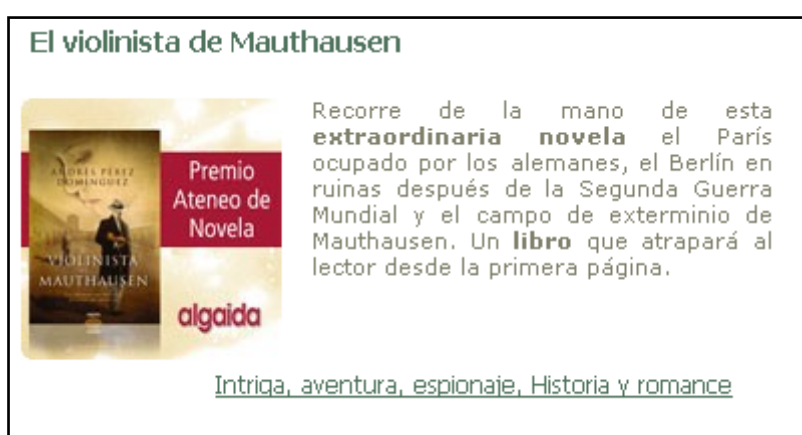 El violinista de Mauthausen
Recorre de la mano de esta
extraordinaria novela el París
ocupado por los alemanes, el Berlín en
ruinas después de la Segunda Guerra
Mundial y el campo de exterminio de
Mauthausen. Un libro que atrapará al
lector desde la primera página.
ANDRÉS PÉREZ
DOMÍNGUEZ
VIOLINISTA
MAUTHAUSEN
Premio
Ateneo de
Novela
algaida
Intriga, aventura, espionaje, Historia y romance